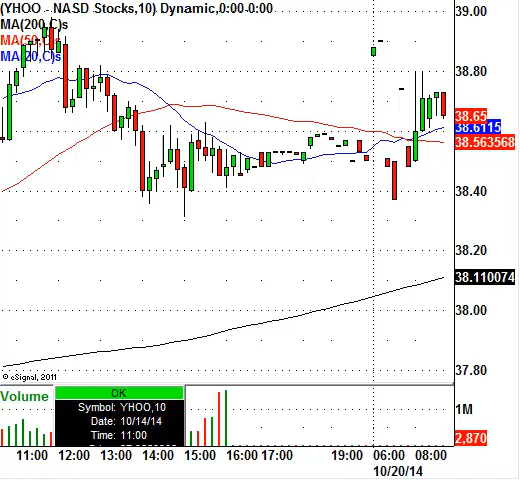 (YHOO - NASD Stocks,10) Dynamic,0:00-0:00
MA(200,C)s
MA(50,C)s
MA(20,C)s
39.00
38.80
38.65
38.6115
38.563568
38.40
38.20
38.110074
38.00
37.80
© eSignal, 2011
Volume
OK
Symbol: YHOO,10
Date: 10/14/14
Time: 11:00
1M
2,870
11:00 12:00 13:00 14:00 15:00 16:00 17:00 19:00 06:00 08:00
10/20/14